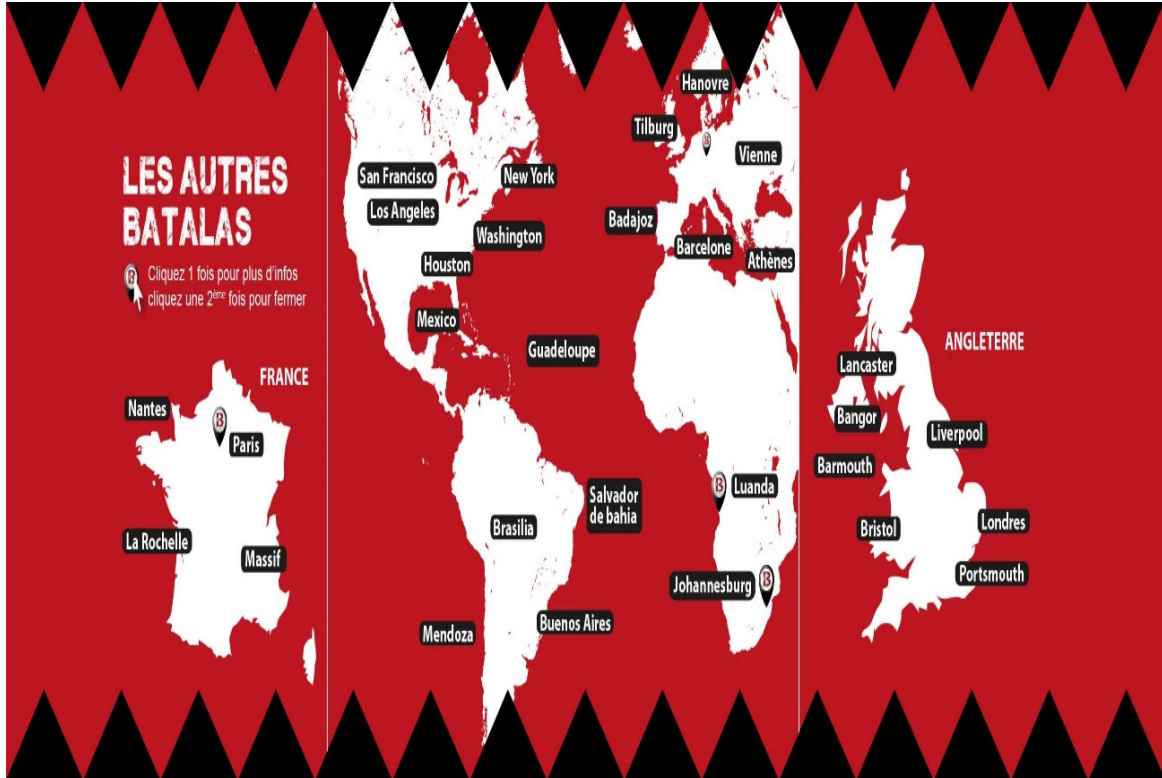 LES AUTRES
BATALAS
Cliquez 1 fois pour plus d'infos
cliquez une 2ème fois pour fermer
FRANCE
Nantes
Paris
La Rochelle
Massif
Hanovre
Tilburg
Vienne
San Francisco
New York
Los Angeles
Badajoz
Washington
Barcelone
Athènes
Houston
Mexico
Guadeloupe
Luanda
Salvador
de bahia
Brasilia
Johannesburg
Buenos Aires
Mendoza
ANGLETERRE
Lancaster
Bangor
Liverpool
Barmouth
Londres
Bristol
Portsmouth